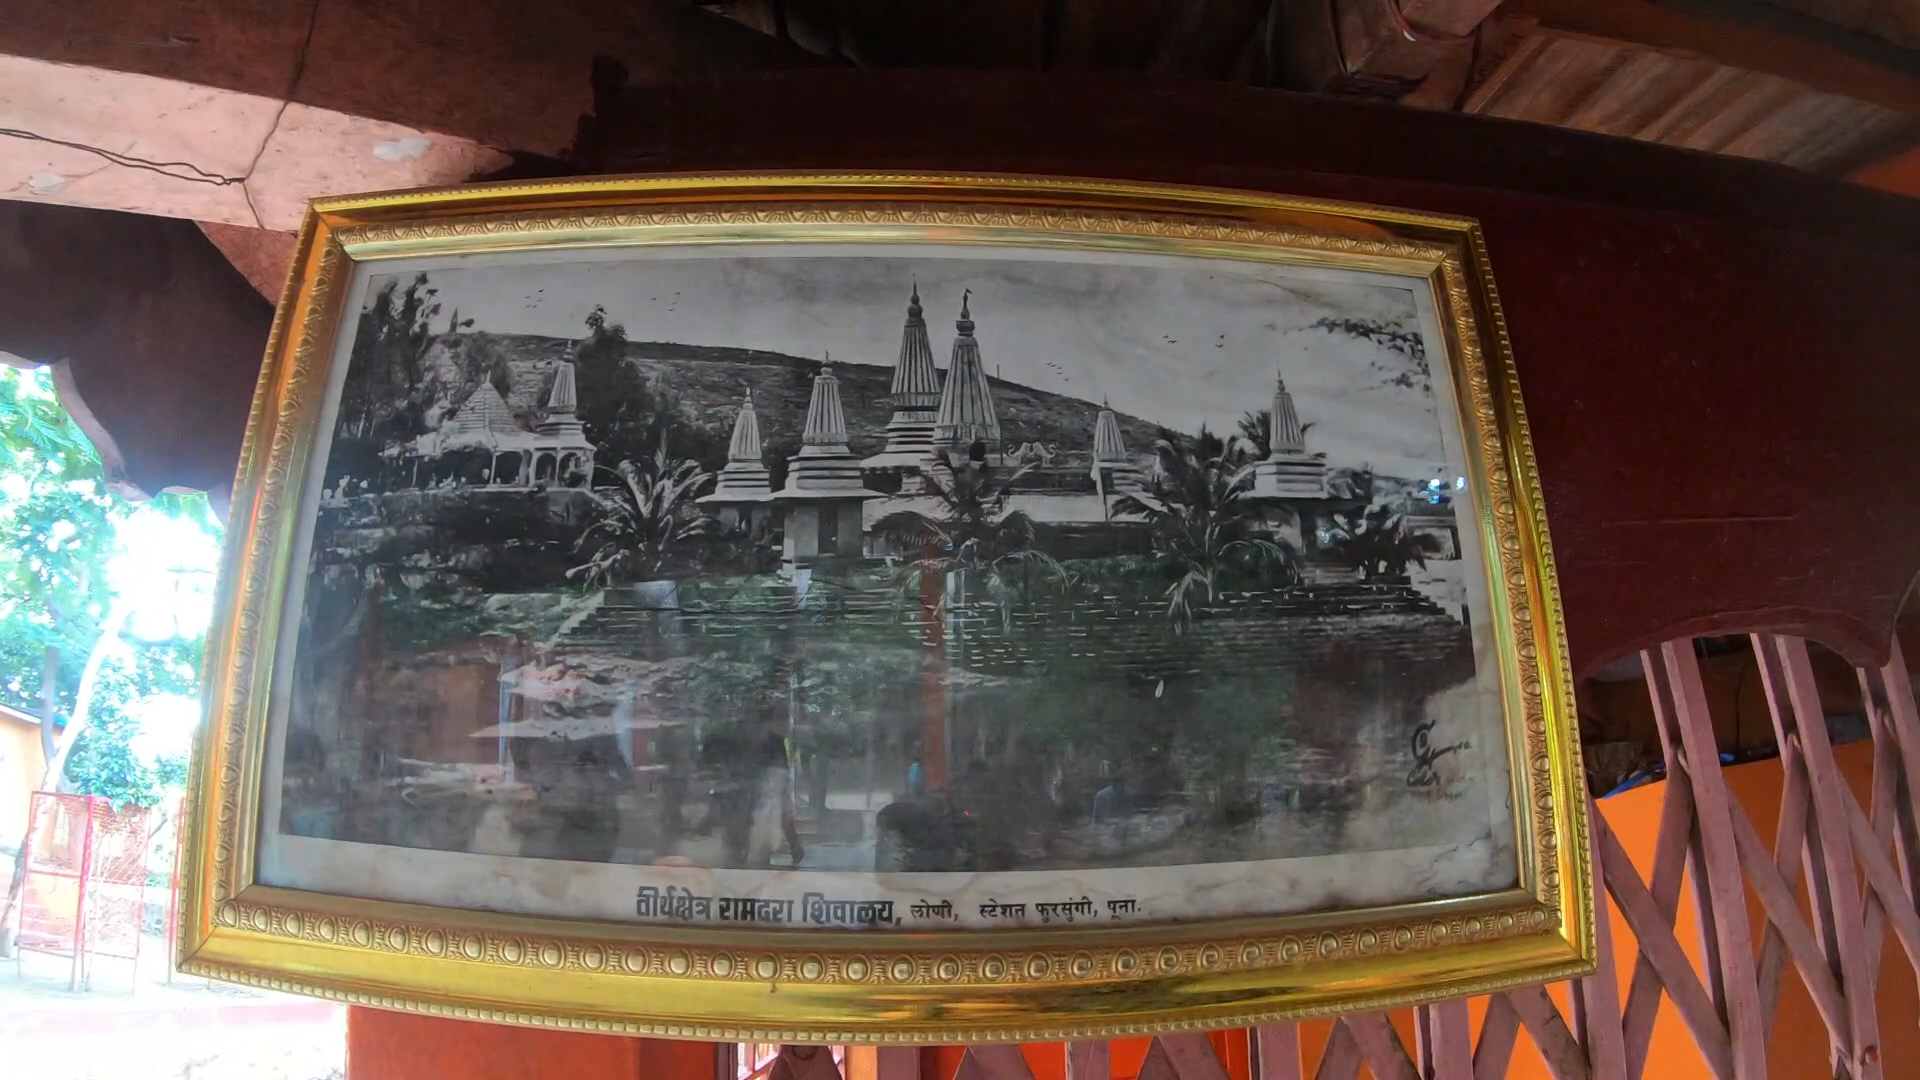 तीर्थक्षेत्र रामदरा शिवालय, लोणी, स्टेशन फुरसुंगी, पूना.